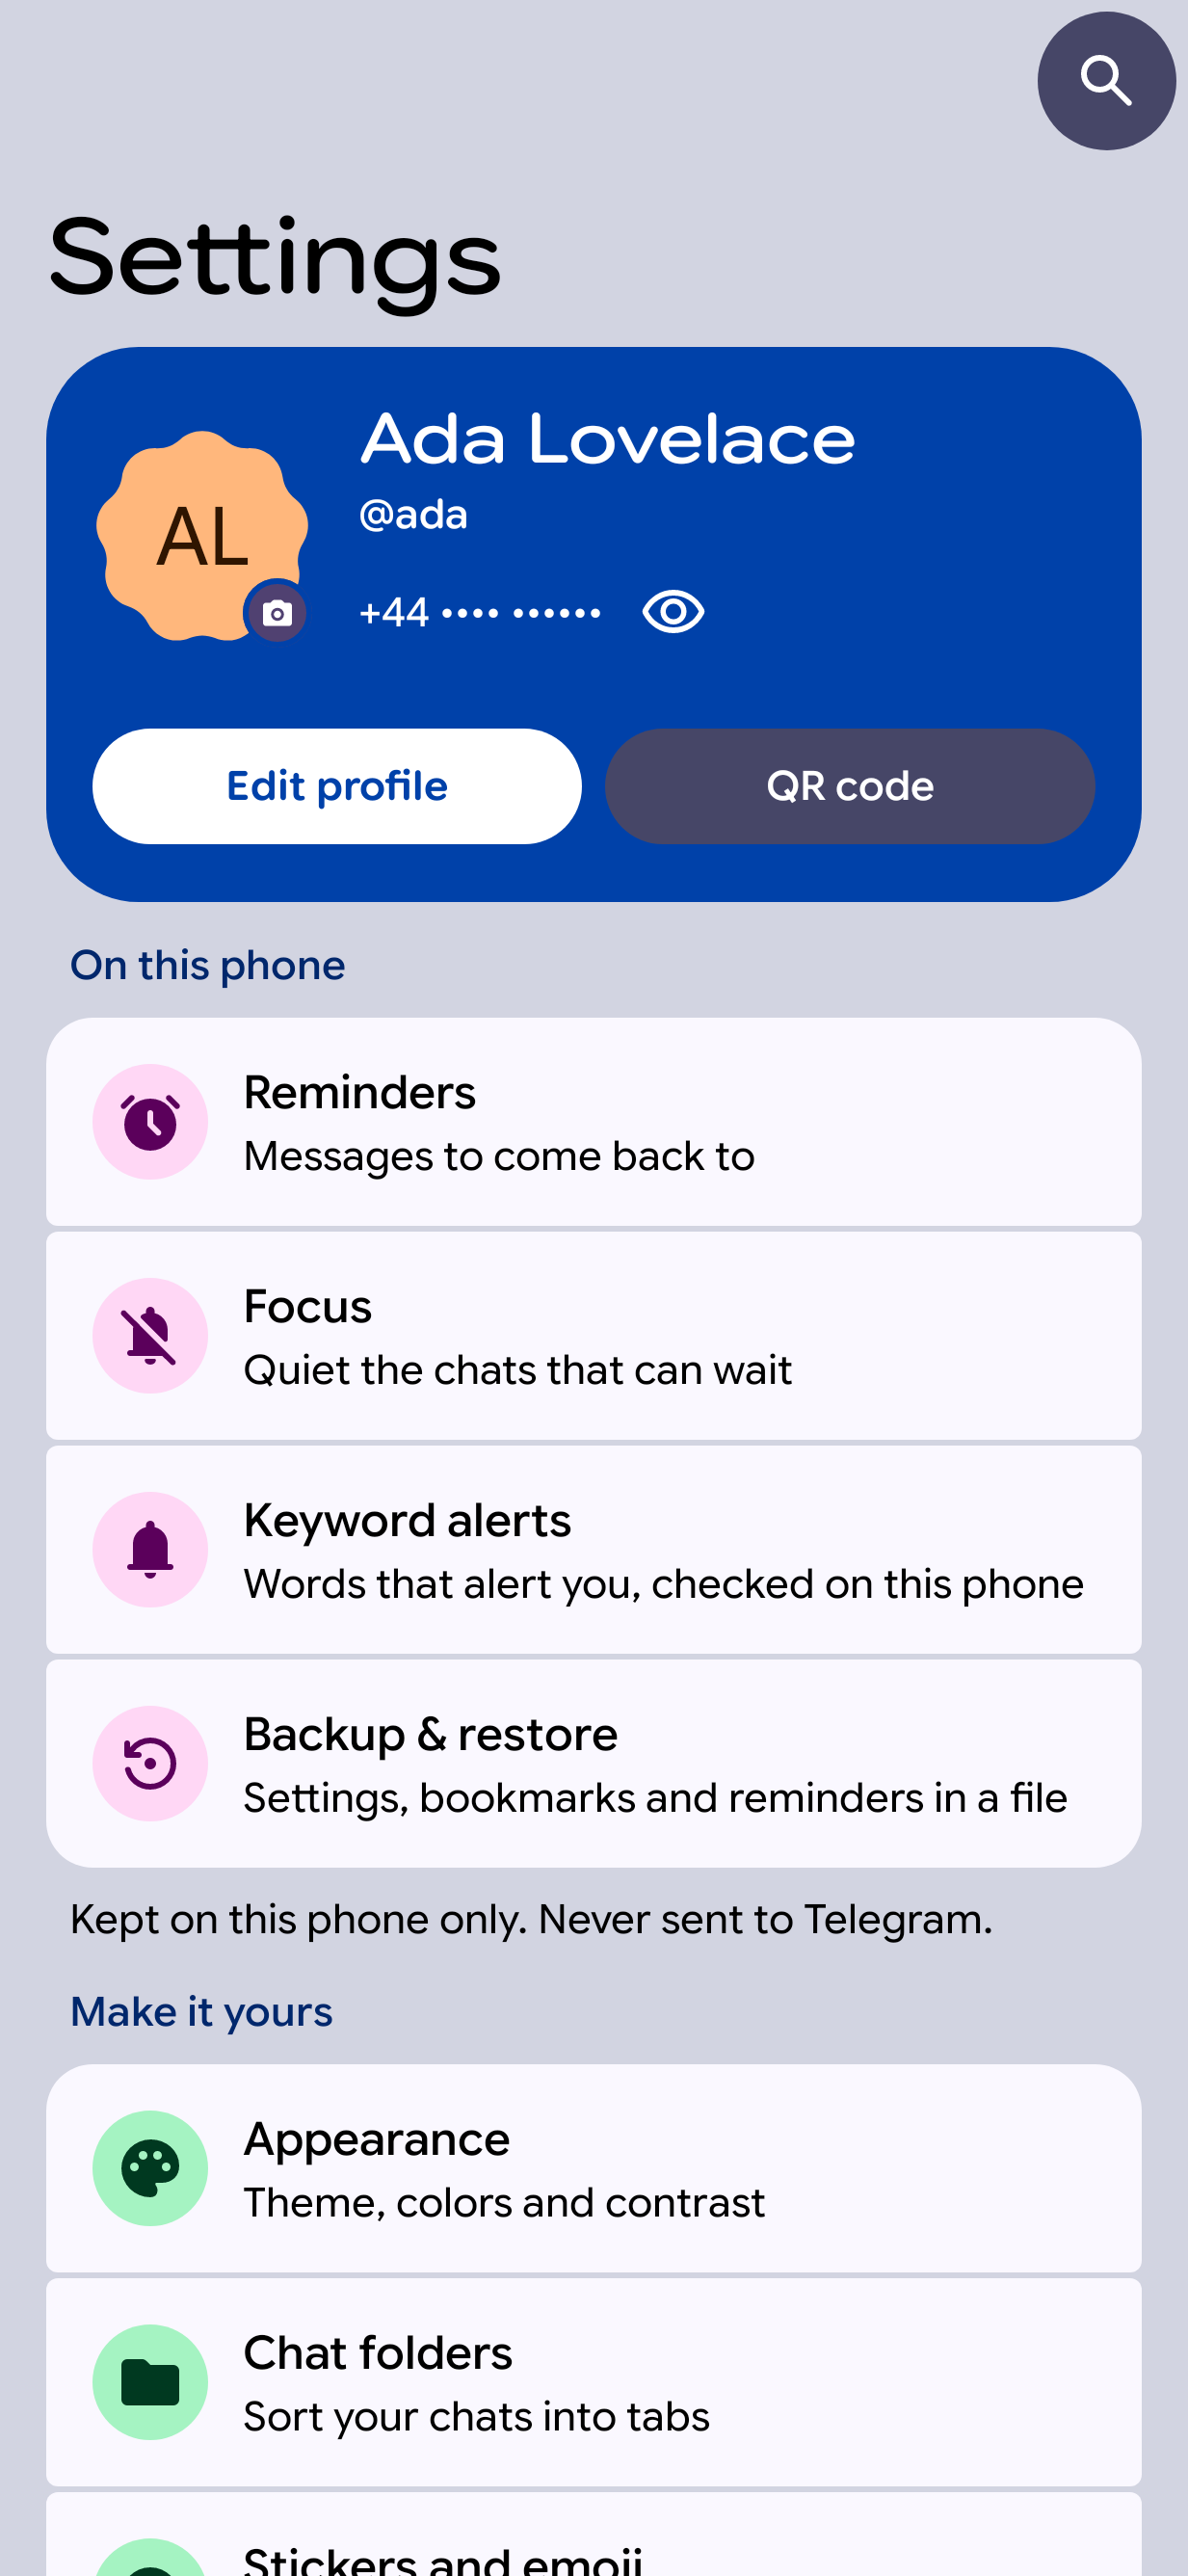 Settings
AL
Ada Lovelace
@ada
+44 •••• ••••••
Edit profile
QR code
On this phone
Reminders
Messages to come back to
Focus
Quiet the chats that can wait
Keyword alerts
Words that alert you, checked on this phone
Backup & restore
Settings, bookmarks and reminders in a file
Kept on this phone only. Never sent to Telegram.
Make it yours
Appearance
Theme, colors and contrast
Chat folders
Sort your chats into tabs
Stickers and emoji